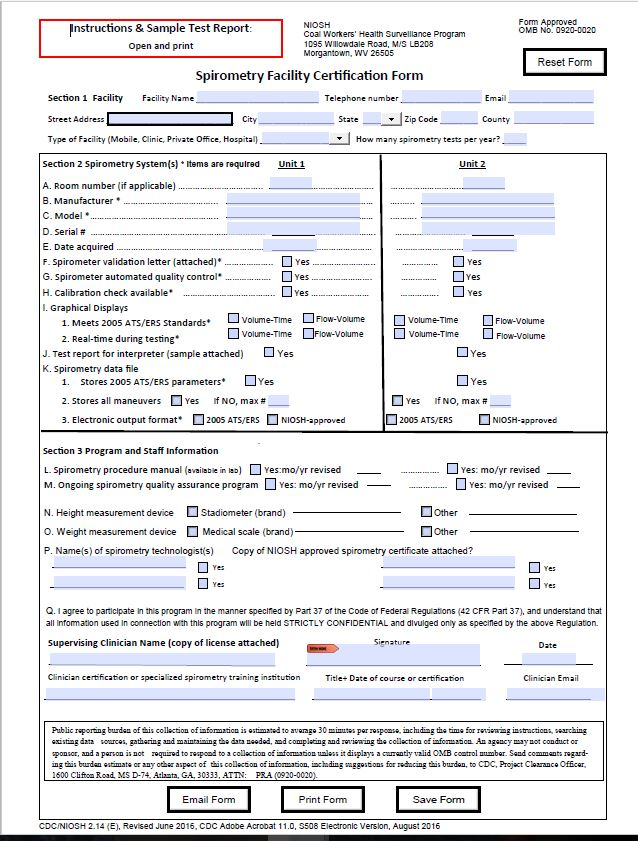 Instructions & Sample Test Report:
Open and print
NIOSH
Coal Workers' Health Surveillance Program
1095 Willowdale Road, M/S LB208
Morgantown, WV 26505
Form Approved
OMB No. 0920-0020
Reset Form
Spirometry Facility Certification Form
Section 1 Facility Facility Name Telephone number Email
Street Address City State Zip Code County
Type of Facility (Mobile, Clinic, Private Office, Hospital) How many spirometry tests per year?
Section 2 Spirometry System(s) * Items are required Unit 1 Unit 2
A. Room number (if applicable)
B. Manufacturer *
C. Model *
D. Serial #
E. Date acquired
F. Spirometer validation letter (attached)* Yes Yes
G. Spirometer automated quality control* Yes Yes
H. Calibration check available* Yes Yes
I. Graphical Displays
1. Meets 2005 ATS/ERS Standards* Volume-Time Flow-Volume Volume-Time Flow-Volume
2. Real-time during testing* Volume-Time Flow-Volume Volume-Time Flow-Volume
J. Test report for interpreter (sample attached) Yes Yes
K. Spirometry data file
1. Stores 2005 ATS/ERS parameters* Yes Yes
2. Stores all maneuvers Yes If NO, max # Yes If NO, max #
3. Electronic output format* 2005 ATS/ERS NIOSH-approved 2005 ATS/ERS NIOSH-approved
Section 3 Program and Staff Information
L. Spirometry procedure manual (available in lab) Yes:mo/yr revised Yes: mo/yr revised
M. Ongoing spirometry quality assurance program Yes: mo/yr revised Yes: mo/yr revised
N. Height measurement device Stadiometer (brand) Other
O. Weight measurement device Medical scale (brand) Other
P. Name(s) of spirometry technologist(s) Copy of NIOSH approved spirometry certificate attached?
Yes Yes
Yes Yes
Q. I agree to participate in this program in the manner specified by Part 37 of the Code of Federal Regulations (42 CFR Part 37), and understand that
all information used in connection with this program will be held STRICTLY CONFIDENTIAL and divulged only as specified by the above Regulation.
Supervising Clinician Name (copy of license attached) Signature Date
Clinician certification or specialized spirometry training institution Title+ Date of course or certification Clinician Email
Public reporting burden of this collection of information is estimated to average 30 minutes per response, including the time for reviewing instructions, searching
existing data sources, gathering and maintaining the data needed, and completing and reviewing the collection of information. An agency may not conduct or
sponsor, and a person is not required to respond to a collection of information unless it displays a currently valid OMB control number. Send comments regard-
ing this burden estimate or any other aspect of this collection of information, including suggestions for reducing this burden, to CDC, Project Clearance Officer,
1600 Clifton Road, MS D-74, Atlanta, GA, 30333, ATTN: PRA (0920-0020).
Email Form Print Form Save Form
CDC/NIOSH 2.14 (E), Revised June 2016, CDC Adobe Acrobat 11.0, S508 Electronic Version, August 2016